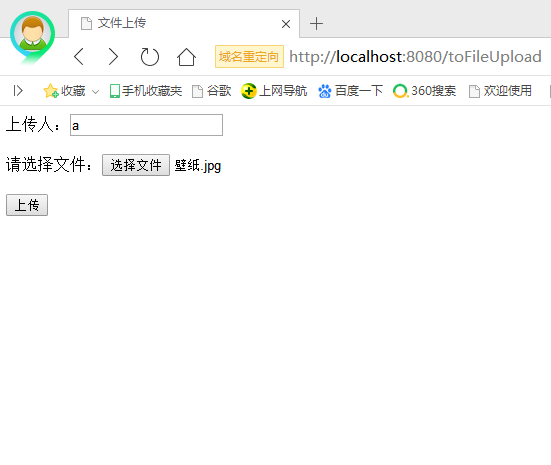 文件上传
域名重定向 http://localhost:8080/toFileUpload
收藏 手机收藏夹 谷歌 上网导航 百度一下 360搜索 欢迎使用
上传人：a
请选择文件：选择文件 壁纸.jpg
上传